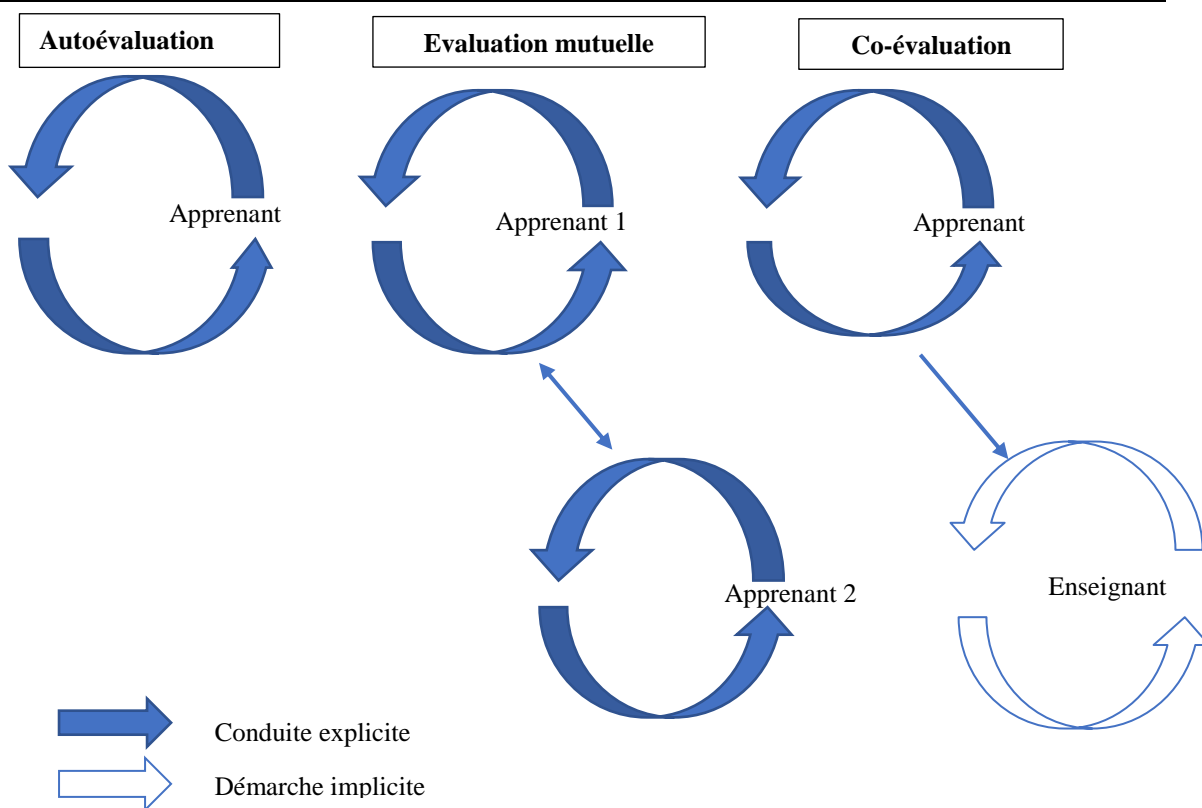 Autoévaluation
Evaluation mutuelle
Co-évaluation
Apprenant
Apprenant 1
Apprenant
Apprenant 2
Enseignant
Conduite explicite
Démarche implicite